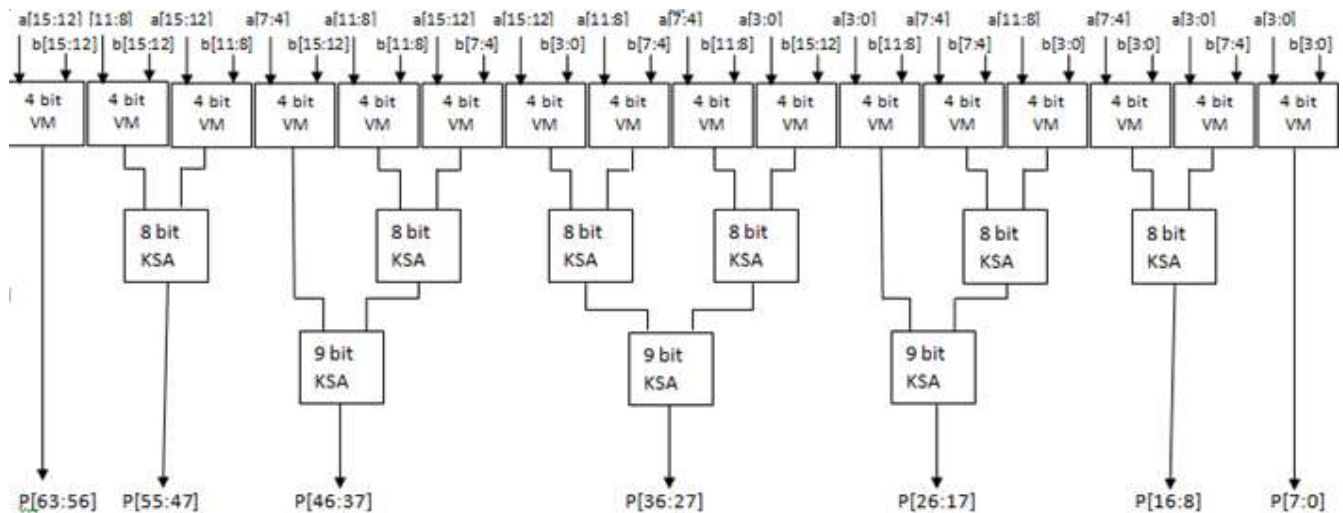 a[15:12] [11:8] a[15:12] a[7:4] a[11:8] a[15:12] a[15:12] a[11:8] a[7:4] a[3:0] a[3:0] a[7:4] a[11:8] a[7:4] a[3:0] a[3:0]
b[15:12] b[15:12] b[11:8] b[15:12] b[11:8] b[7:4] b[3:0] b[7:4] b[11:8] b[15:12] b[11:8] b[7:4] b[3:0] b[3:0] b[7:4] b[3:0]
4 bit 4 bit 4 bit 4 bit 4 bit 4 bit 4 bit 4 bit 4 bit 4 bit 4 bit 4 bit 4 bit 4 bit 4 bit 4 bit
VM VM VM VM VM VM VM VM VM VM VM VM VM VM VM VM
8 bit 8 bit 8 bit 8 bit 8 bit 8 bit
KSA KSA KSA KSA KSA KSA
9 bit 9 bit 9 bit
KSA KSA KSA
P[63:56] P[55:47] P[46:37] P[36:27] P[26:17] P[16:8] P[7:0]